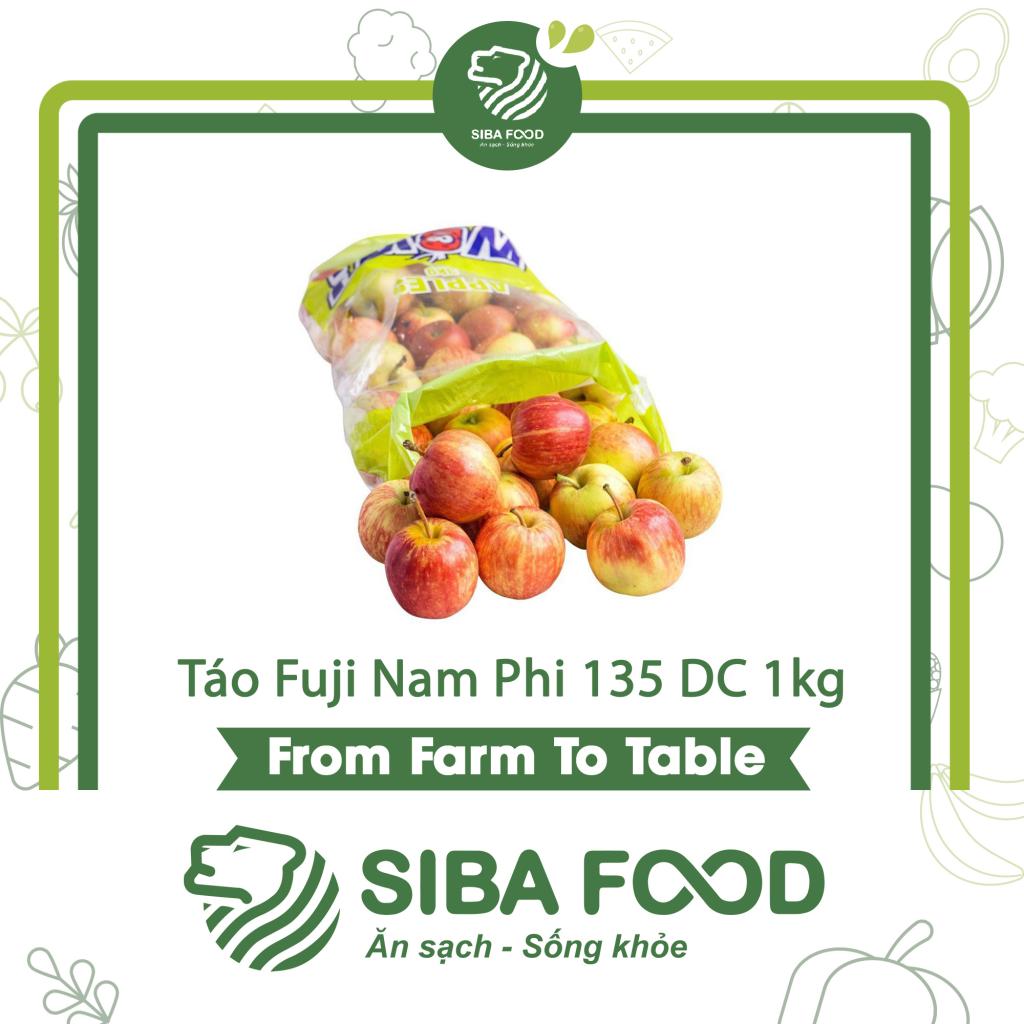 SIBA FOOD
Ăn sạch - Sống khỏe
APPLES
Táo Fuji Nam Phi 135 DC 1kg
From Farm To Table
SIBA FOOD
Ăn sạch - Sống khỏe